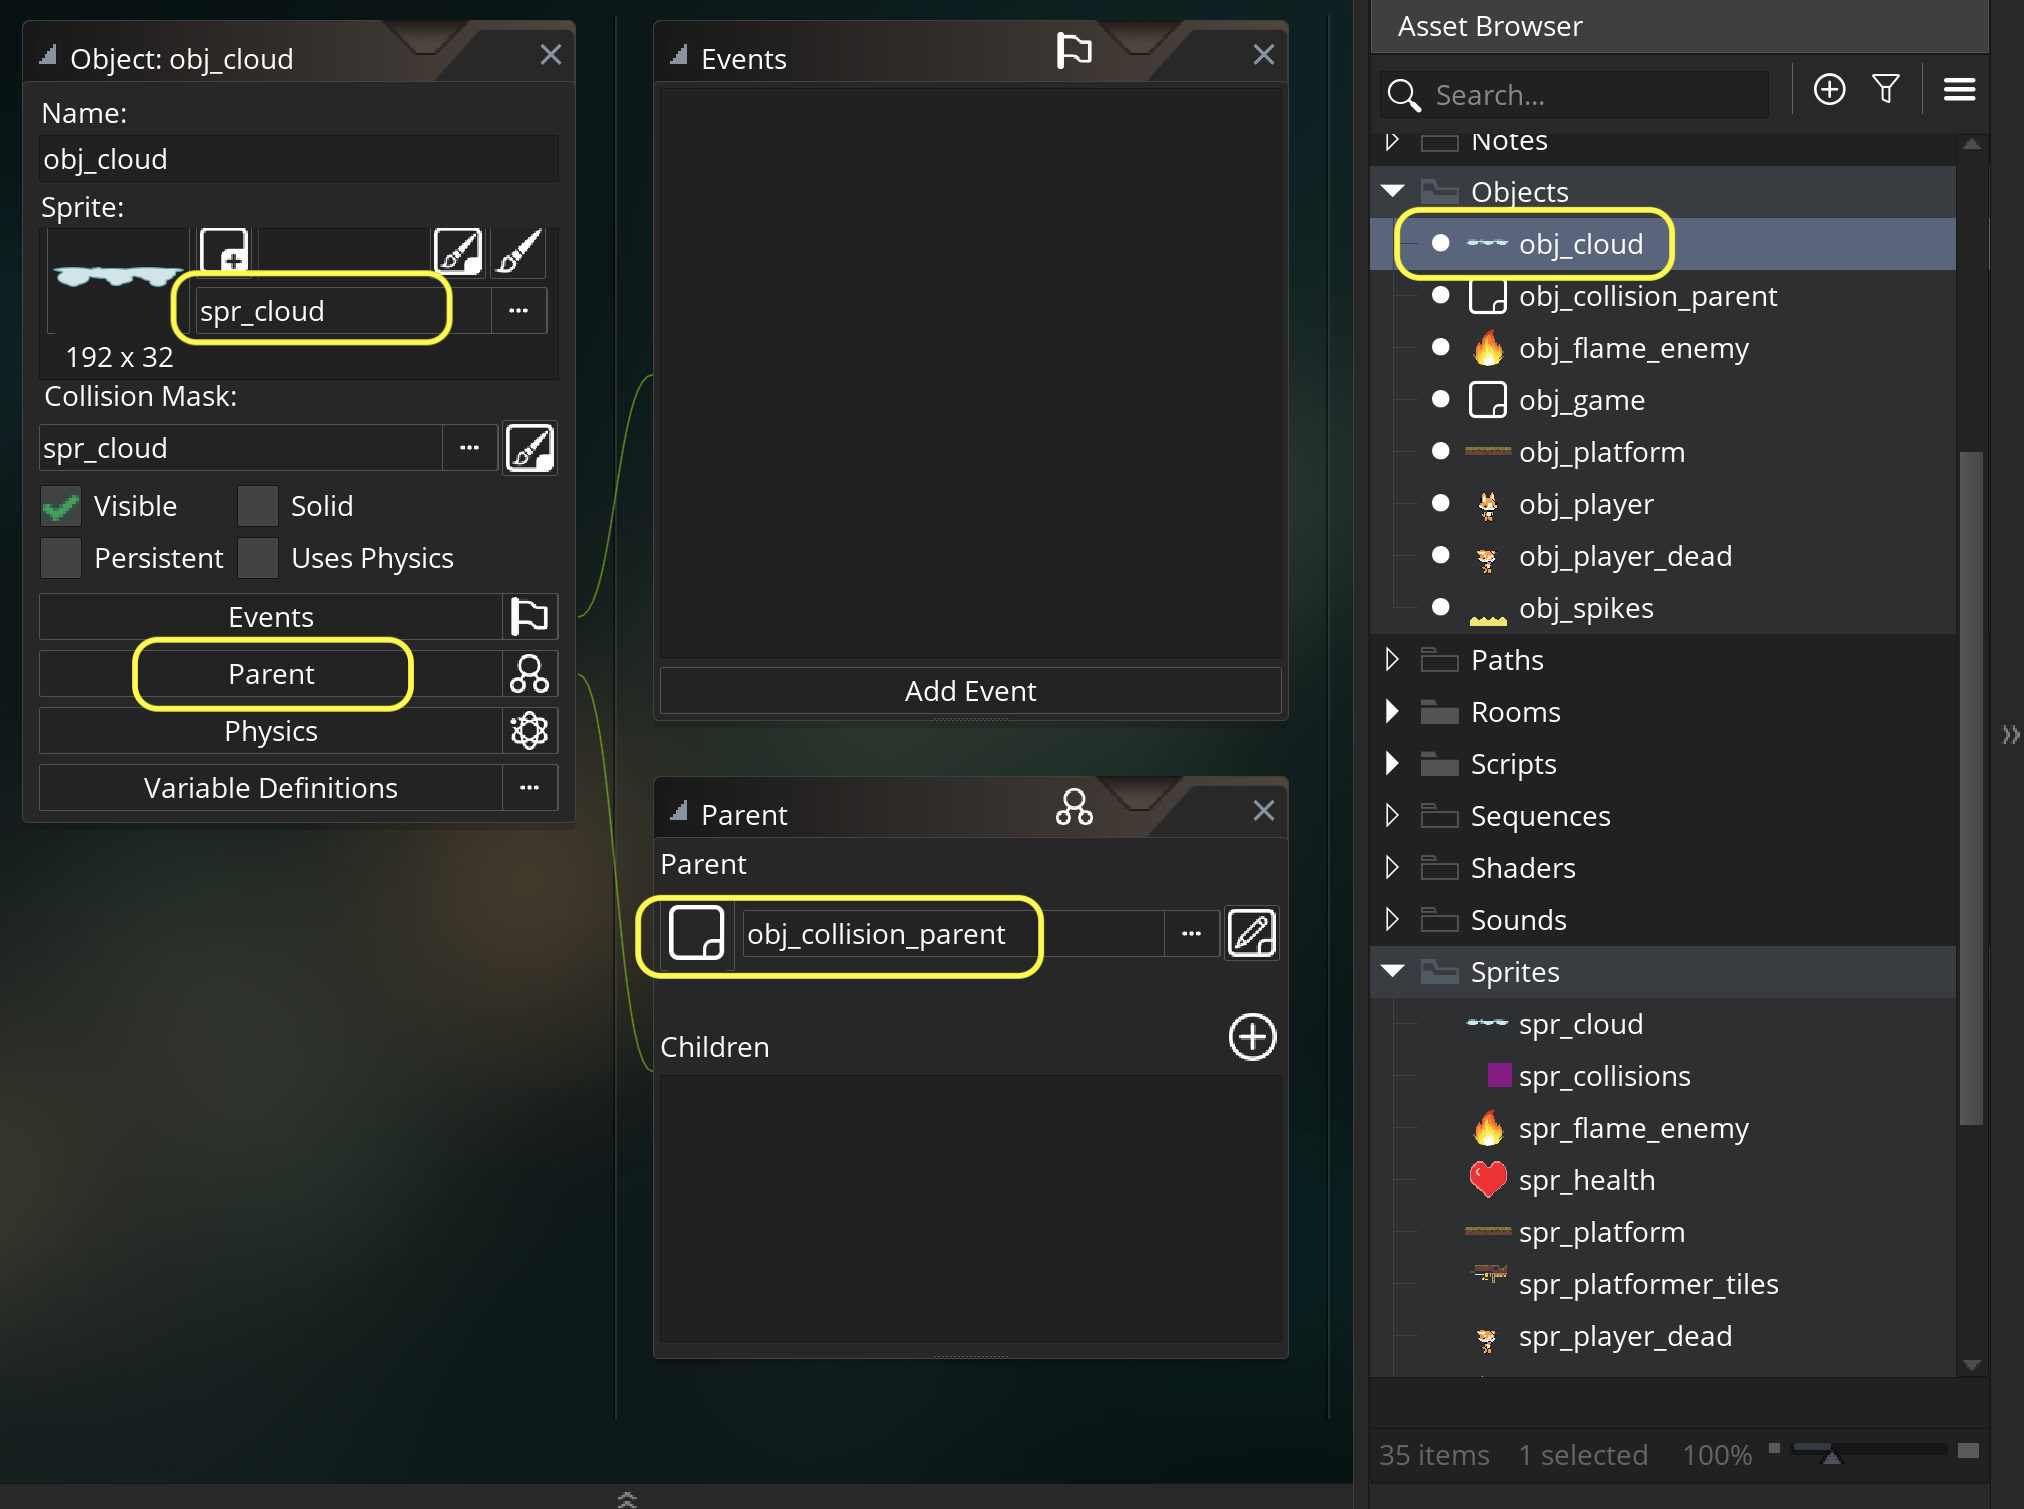 Object: obj_cloud
Name:
obj_cloud
Sprite:
spr_cloud
192 x 32
Collision Mask:
spr_cloud
Visible
Solid
Persistent
Uses Physics
Events
Parent
Physics
Variable Definitions
Events
Add Event
Parent
Parent
obj_collision_parent
Children
Asset Browser
Search...
Notes
Objects
obj_cloud
obj_collision_parent
obj_flame_enemy
obj_game
obj_platform
obj_player
obj_player_dead
obj_spikes
Paths
Rooms
Scripts
Sequences
Shaders
Sounds
Sprites
spr_cloud
spr_collisions
spr_flame_enemy
spr_health
spr_platform
spr_platformer_tiles
spr_player_dead
35 items 1 selected 100%